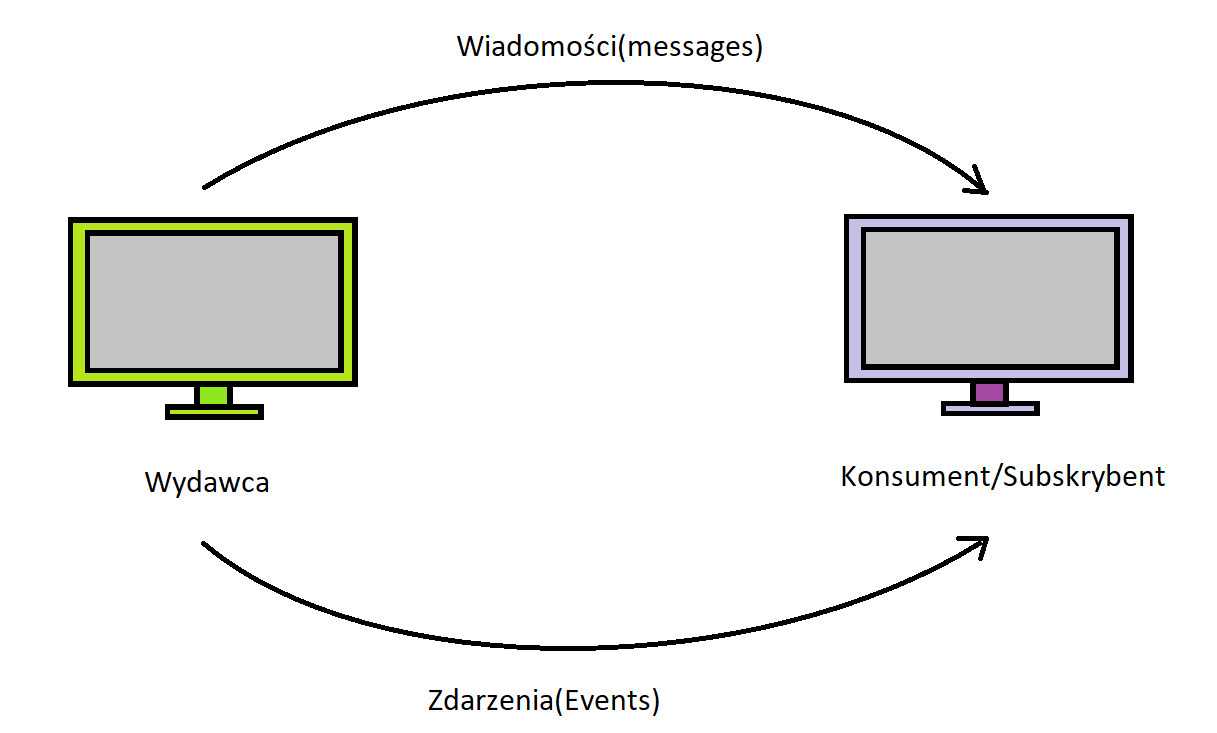 Wiadomości(messages)
Wydawca
Konsument/Subskrybent
Zdarzenia(Events)